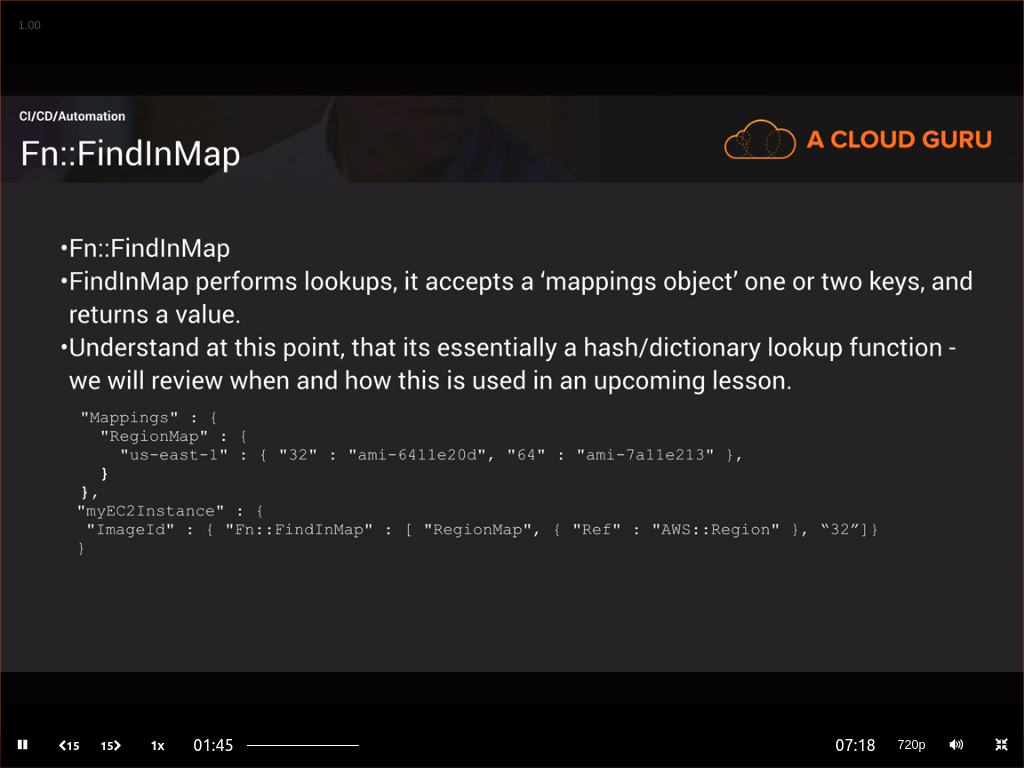 1.00
CI/CD/Automation
Fn::FindInMap
A CLOUD GURU
•Fn::FindInMap
•FindInMap performs lookups, it accepts a ‘mappings object’ one or two keys, and
returns a value.
•Understand at this point, that its essentially a hash/dictionary lookup function -
we will review when and how this is used in an upcoming lesson.
"Mappings" : {
"RegionMap" : {
"us-east-1" : { "32" : "ami-6411e20d", "64" : "ami-7a11e213" },
}
},
"myEC2Instance" : {
"ImageId" : { "Fn::FindInMap" : [ "RegionMap", { "Ref" : "AWS::Region" }, “32”]}
}
15 15 1x 01:45 07:18 720p